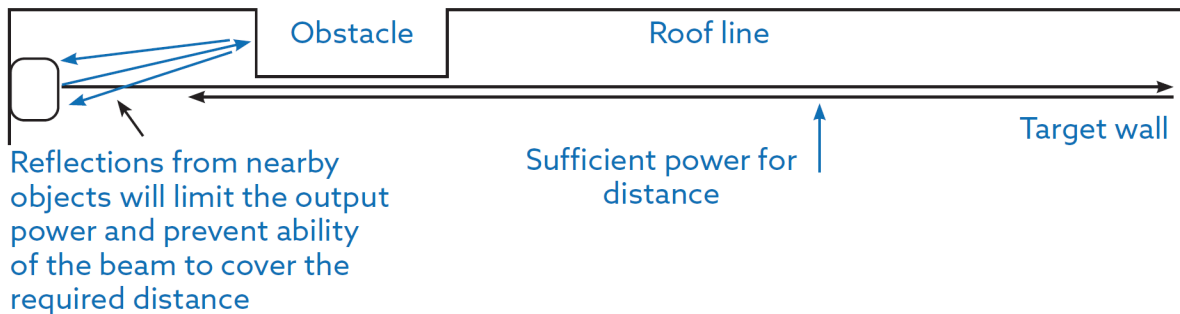 Obstacle
Roof line
Target wall
Sufficient power for
distance
Reflections from nearby
objects will limit the output
power and prevent ability
of the beam to cover the
required distance